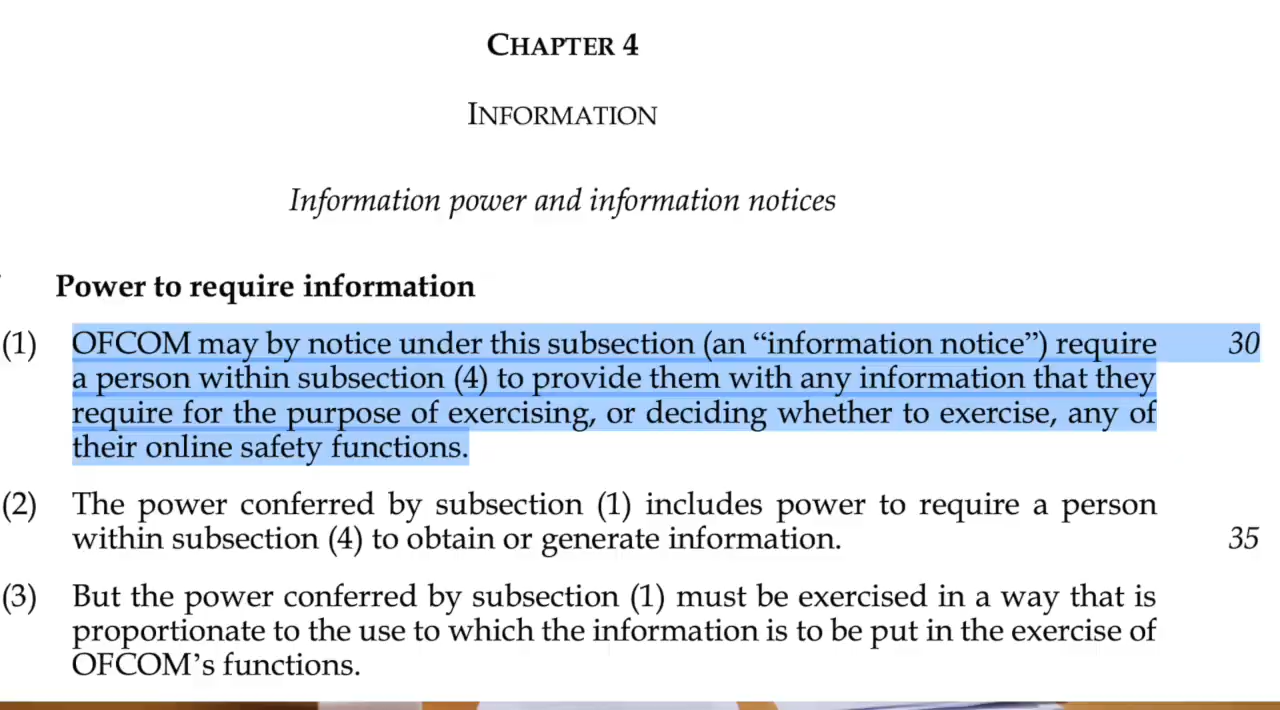 CHAPTER 4
INFORMATION
Information power and information notices
Power to require information
(1) OFCOM may by notice under this subsection (an “information notice”) require 30
a person within subsection (4) to provide them with any information that they
require for the purpose of exercising, or deciding whether to exercise, any of
their online safety functions.
(2) The power conferred by subsection (1) includes power to require a person
within subsection (4) to obtain or generate information. 35
(3) But the power conferred by subsection (1) must be exercised in a way that is
proportionate to the use to which the information is to be put in the exercise of
OFCOM’s functions.